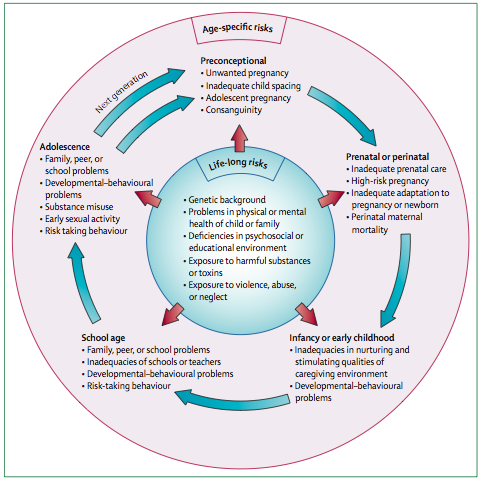 Age-specific risks
Next generation
Preconceptional
• Unwanted pregnancy
• Inadequate child spacing
• Adolescent pregnancy
• Consanguinity
Prenatal or perinatal
• Inadequate prenatal care
• High-risk pregnancy
• Inadequate adaptation to
pregnancy or newborn
• Perinatal maternal
mortality
Infancy or early childhood
• Inadequacies in nurturing and
stimulating qualities of
caregiving environment
• Developmental–behavioural
problems
School age
• Family, peer, or school problems
• Inadequacies of schools or teachers
• Developmental–behavioural problems
• Risk-taking behaviour
Adolescence
• Family, peer, or
school problems
• Developmental–behavioural
problems
• Substance misuse
• Early sexual activity
• Risk taking behaviour
Life-long risks
• Genetic background
• Problems in physical or mental
health of child or family
• Deficiencies in psychosocial or
educational environment
• Exposure to harmful substances
or toxins
• Exposure to violence, abuse,
or neglect